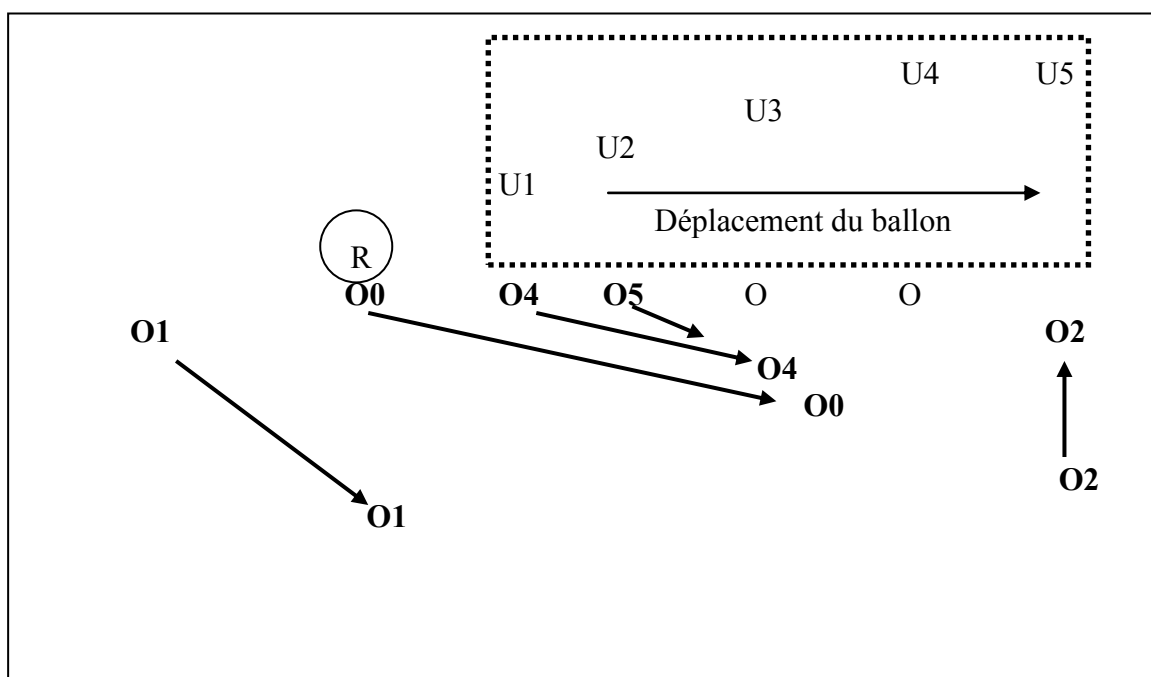 U4 U5
U3
U2
U1
Déplacement du ballon
R
O0 O4 O5 O O
O1 O2
O4
O0
O2
O1